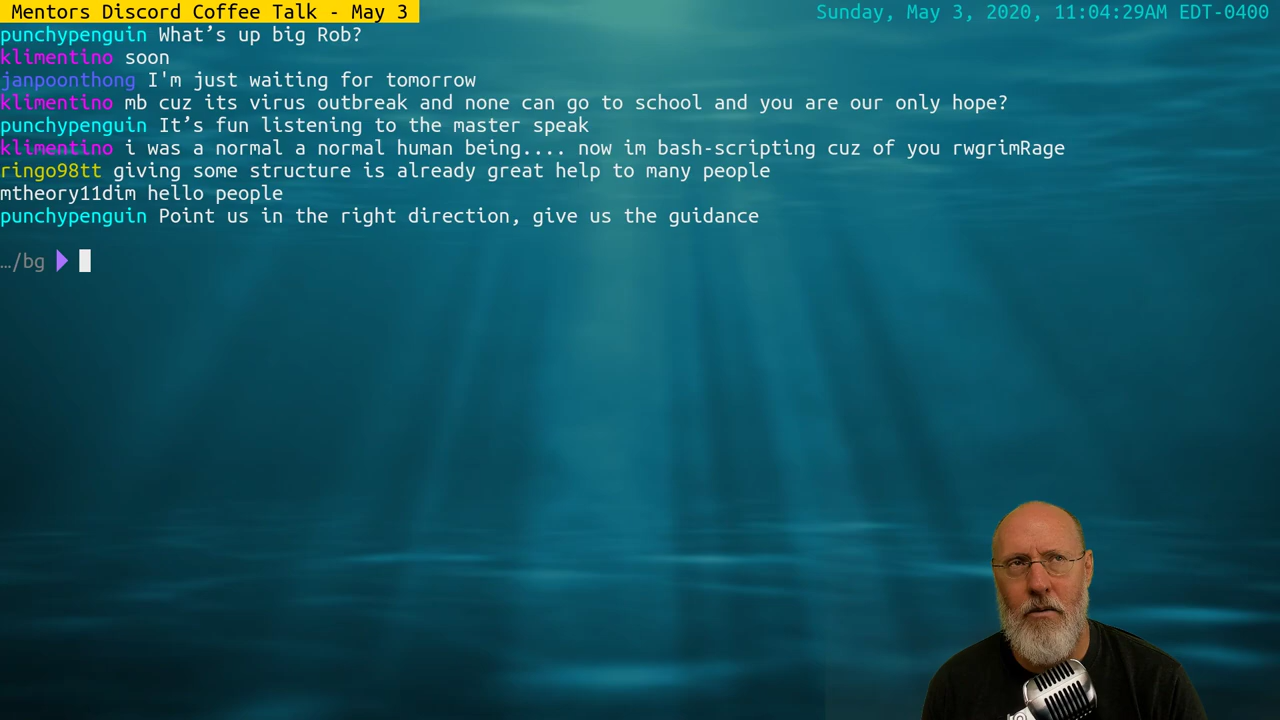 Mentors Discord Coffee Talk - May 3
Sunday, May 3, 2020, 11:04:29AM EDT-0400
punchypenguin What’s up big Rob?
klimentino soon
janpoonthong I'm just waiting for tomorrow
klimentino mb cuz its virus outbreak and none can go to school and you are our only hope?
punchypenguin It’s fun listening to the master speak
klimentino i was a normal a normal human being.... now im bash-scripting cuz of you rwgrimRage
ringo98tt giving some structure is already great help to many people
mtheory11dim hello people
punchypenguin Point us in the right direction, give us the guidance
…/bg